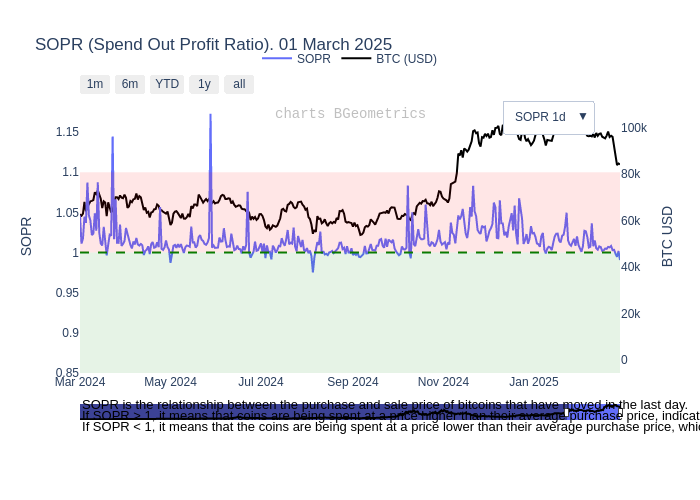 SOPR (Spend Out Profit Ratio). 01 March 2025
SOPR BTC (USD)
1m 6m YTD 1y all
charts BGeometrics
SOPR 1d ▼
1.15
1.1
1.05
1
0.95
0.9
0.85
SOPR
100k
80k
60k
40k
20k
0
BTC USD
Mar 2024 May 2024 Jul 2024 Sep 2024 Nov 2024 Jan 2025
SOPR is the relationship between the purchase and sale price of bitcoins that have moved in the last day.
If SOPR > 1, it means that coins are being spent at a price higher than their average purchase price, indicat
If SOPR < 1, it means that the coins are being spent at a price lower than their average purchase price, whic